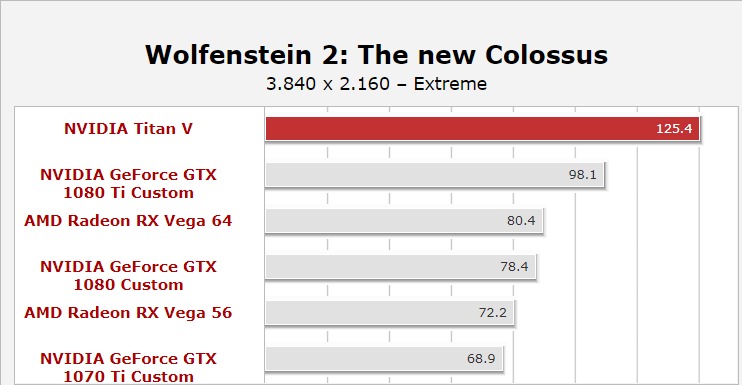 Wolfenstein 2: The new Colossus
3.840 x 2.160 – Extreme
NVIDIA Titan V
125.4
NVIDIA GeForce GTX
1080 Ti Custom
98.1
AMD Radeon RX Vega 64
80.4
NVIDIA GeForce GTX
1080 Custom
78.4
AMD Radeon RX Vega 56
72.2
NVIDIA GeForce GTX
1070 Ti Custom
68.9